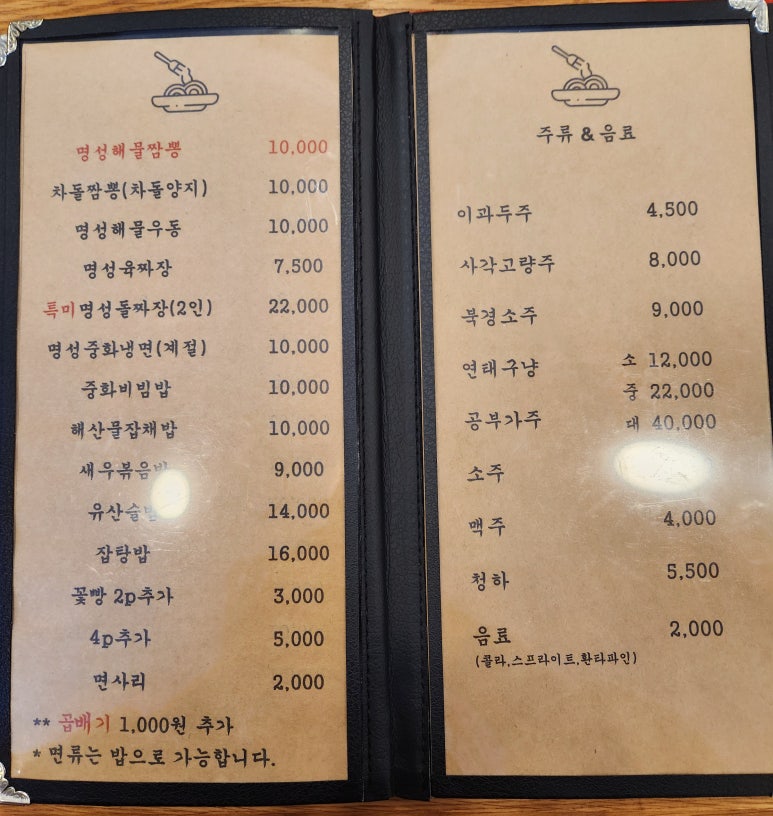 명성해물짬뽕 10,000
차돌짬뽕(차돌양지) 10,000
명성해물우동 10,000
명성육짜장 7,500
특미명성돌짜장(2인) 22,000
명성중화냉면(계절) 10,000
중화비빔밥 10,000
해산물잡채밥 10,000
새우볶음밥 9,000
유산슬밥 14,000
잡탕밥 16,000
꽃빵 2p추가 3,000
4p추가 5,000
면사리 2,000
** 곱배기 1,000원 추가
* 면류는 밥으로 가능합니다.
주류 & 음료
이과두주 4,500
사각고량주 8,000
북경소주 9,000
연태구냥 소 12,000
중 22,000
공부가주 대 40,000
소주
맥주 4,000
청하 5,500
음료 2,000
(콜라,스프라이트,환타파인)